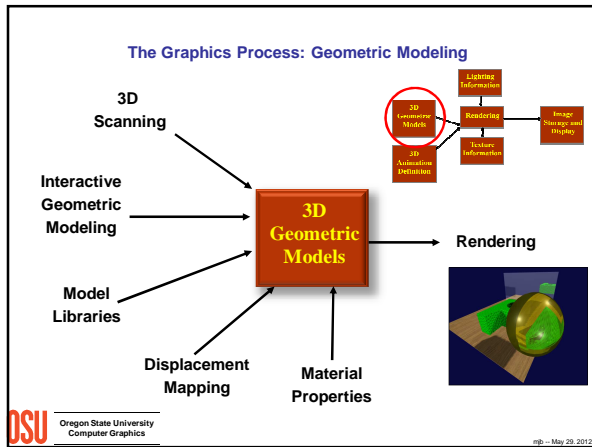 The Graphics Process: Geometric Modeling
3D
Scanning
Interactive
Geometric
Modeling
Model
Libraries
Displacement
Mapping
Material
Properties
3D
Geometric
Models
Rendering
Lighting
Information
3D
Geometric
Models
Rendering
Image
Storage and
Display
3D
Animation
Definition
Texture
Information
OSU
Oregon State University
Computer Graphics
mjb – May 29, 2012